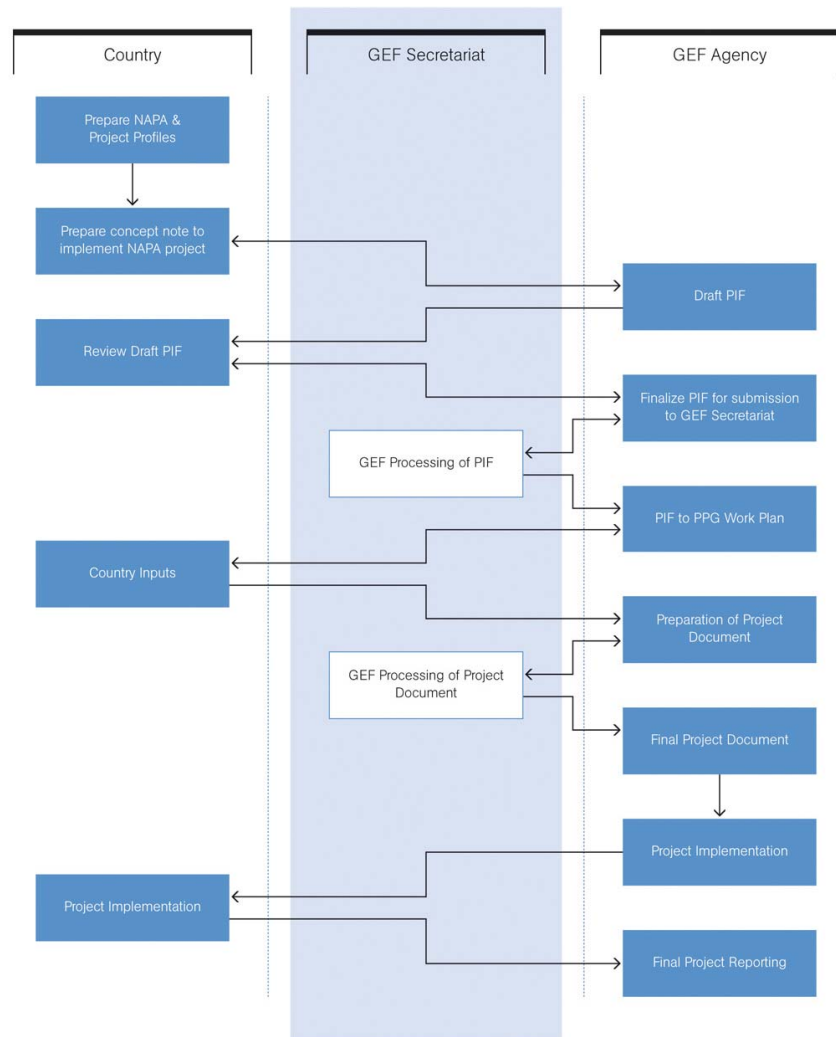 Country
GEF Secretariat
GEF Agency
Prepare NAPA &
Project Profiles
Prepare concept note to
implement NAPA project
Draft PIF
Review Draft PIF
Finalize PIF for submission
to GEF Secretariat
GEF Processing of PIF
PIF to PPG Work Plan
Country Inputs
Preparation of Project
Document
GEF Processing of Project
Document
Final Project Document
Project Implementation
Project Implementation
Final Project Reporting